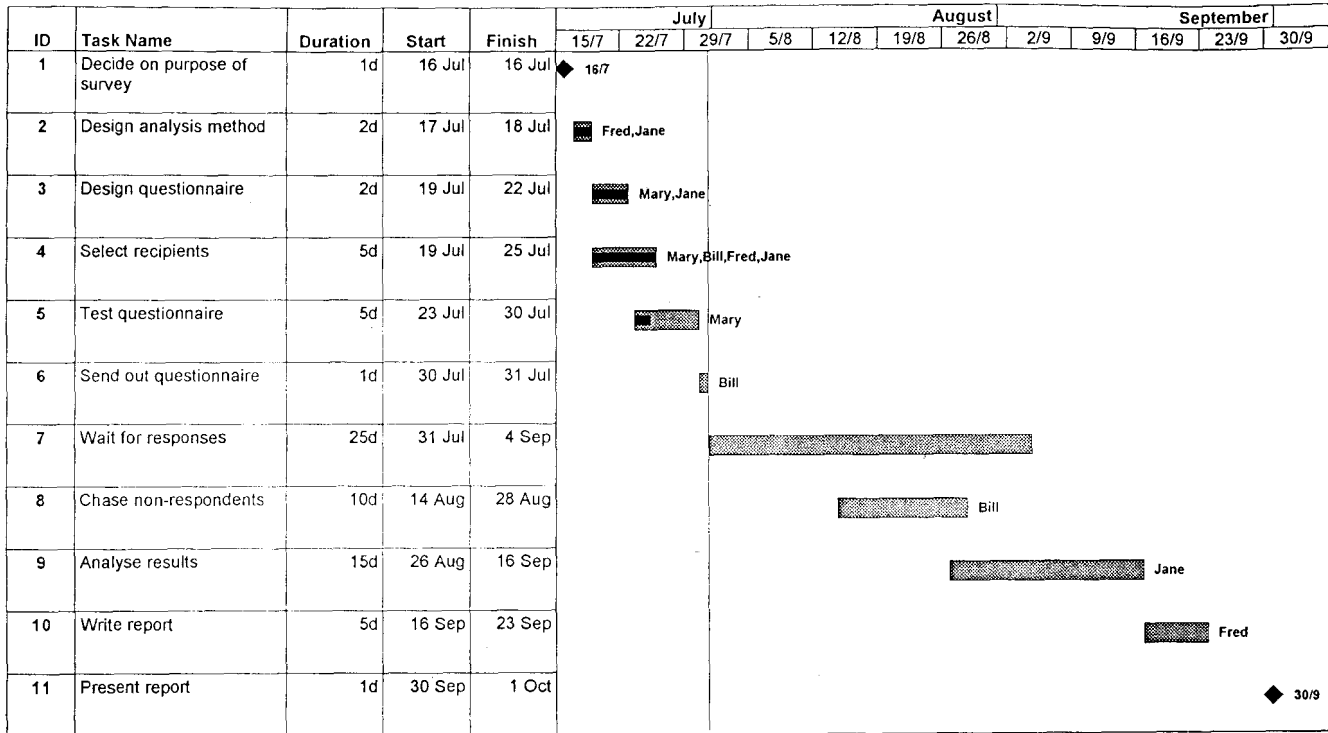 July August September
ID Task Name Duration Start Finish 15/7 22/7 29/7 5/8 12/8 19/8 26/8 2/9 9/9 16/9 23/9 30/9
1 Decide on purpose of 1d 16 Jul 16 Jul 16/7
survey
2 Design analysis method 2d 17 Jul 18 Jul Fred,Jane
3 Design questionnaire 2d 19 Jul 22 Jul Mary,Jane
4 Select recipients 5d 19 Jul 25 Jul Mary,Bill,Fred,Jane
5 Test questionnaire 5d 23 Jul 30 Jul Mary
6 Send out questionnaire 1d 30 Jul 31 Jul Bill
7 Wait for responses 25d 31 Jul 4 Sep
8 Chase non-respondents 10d 14 Aug 28 Aug Bill
9 Analyse results 15d 26 Aug 16 Sep Jane
10 Write report 5d 16 Sep 23 Sep Fred
11 Present report 1d 30 Sep 1 Oct 30/9